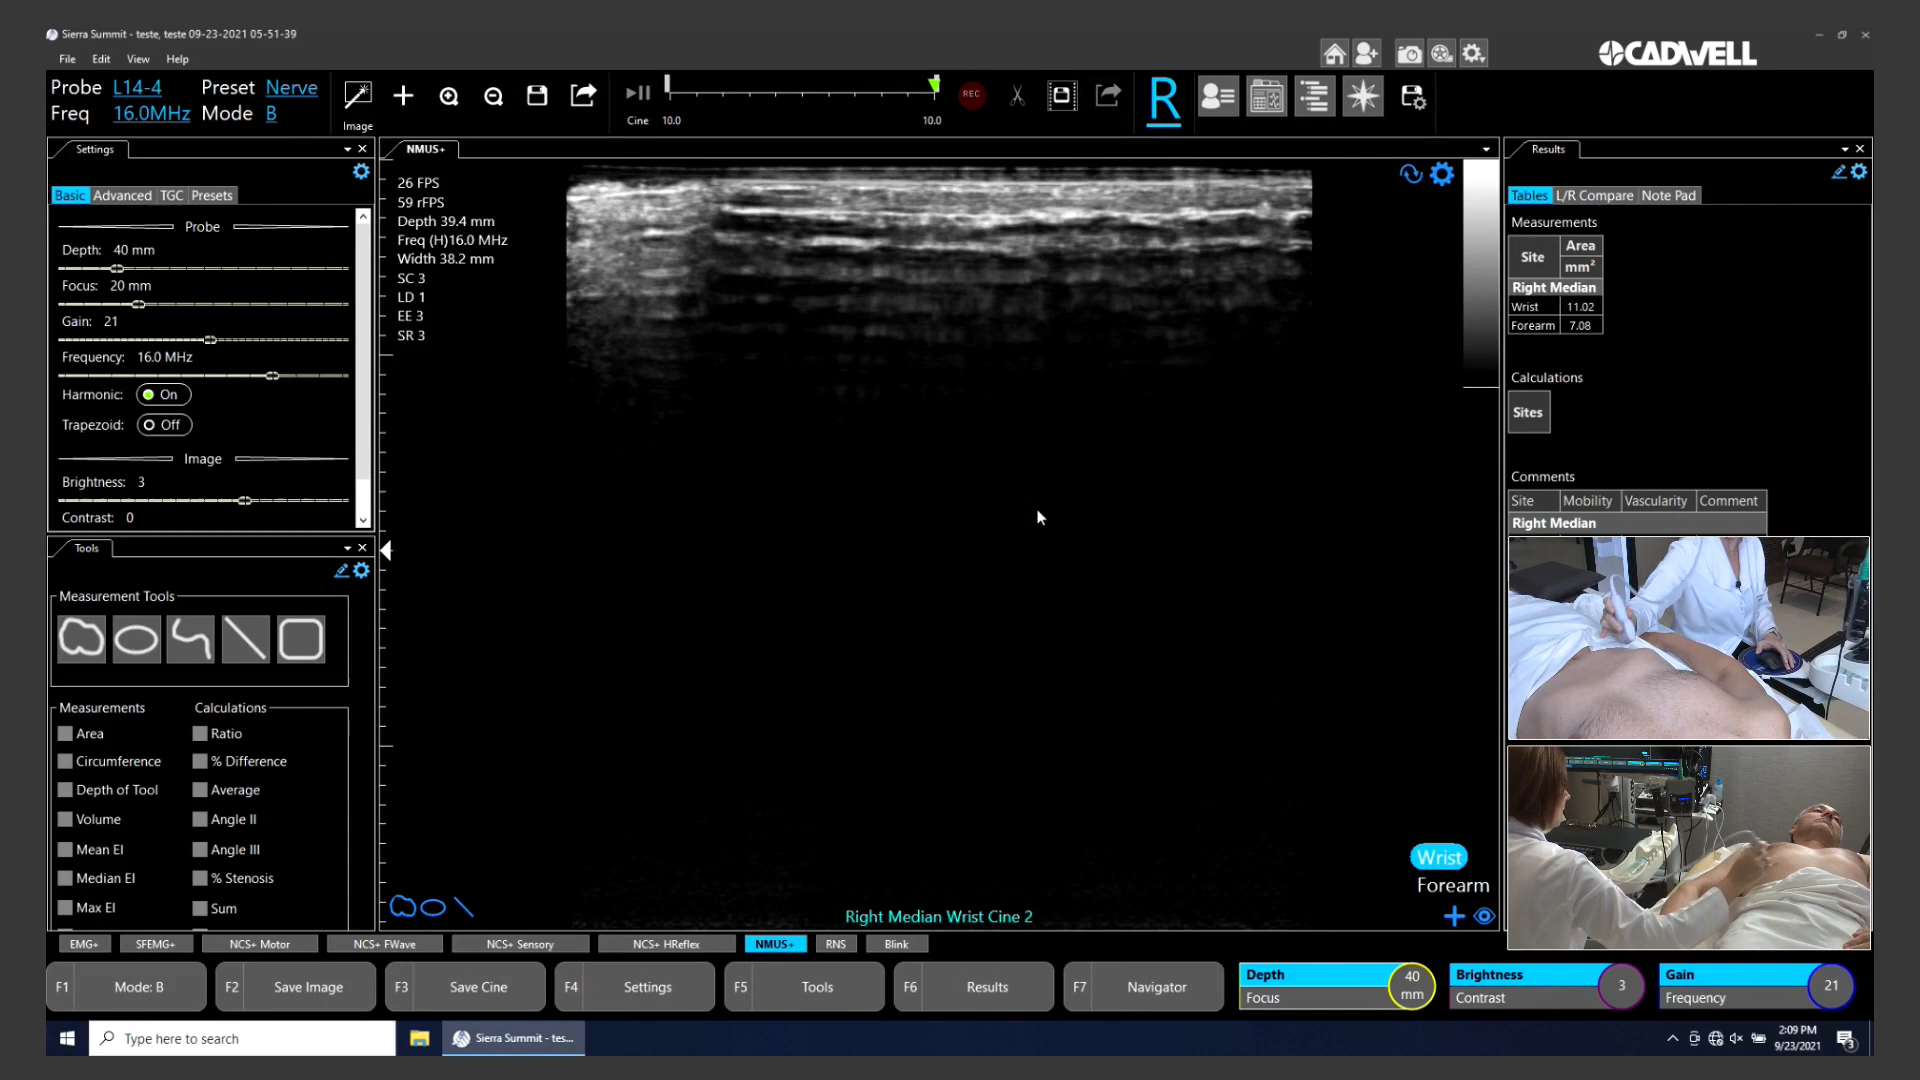 Sierra Summit - teste, teste 09-23-2021 05-51-39
File Edit View Help
CADWELL
Probe L14-4 Preset Nerve
Freq 16.0MHz Mode B
Image
Cine 10.0 10.0
REC
R
Settings
Basic Advanced TGC Presets
Probe
Depth: 40 mm
Focus: 20 mm
Gain: 21
Frequency: 16.0 MHz
Harmonic: On
Trapezoid: Off
Image
Brightness: 3
Contrast: 0
Tools
Measurement Tools
Measurements Calculations
Area Ratio
Circumference % Difference
Depth of Tool Average
Volume Angle II
Mean EI Angle III
Median EI % Stenosis
Max EI Sum
NMUS+
26 FPS
59 rFPS
Depth 39.4 mm
Freq (H)16.0 MHz
Width 38.2 mm
SC 3
LD 1
EE 3
SR 3
Wrist
Forearm
Right Median Wrist Cine 2
Results
Tables L/R Compare Note Pad
Measurements
Site Area mm²
Right Median
Wrist 11.02
Forearm 7.08
Calculations
Sites
Comments
Site Mobility Vascularity Comment
Right Median
EMG+ SFEMG+ NCS+ Motor NCS+ FWave NCS+ Sensory NCS+ HReflex NMUS+ RNS Blink
F1 Mode: B F2 Save Image F3 Save Cine F4 Settings F5 Tools F6 Results F7 Navigator
Depth 40 mm
Focus
Brightness 3
Contrast
Gain 21
Frequency
Type here to search
Sierra Summit - tes...
2:09 PM
9/23/2021
3